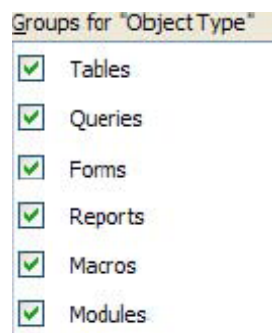 Groups for "Object Type"
Tables
Queries
Forms
Reports
Macros
Modules